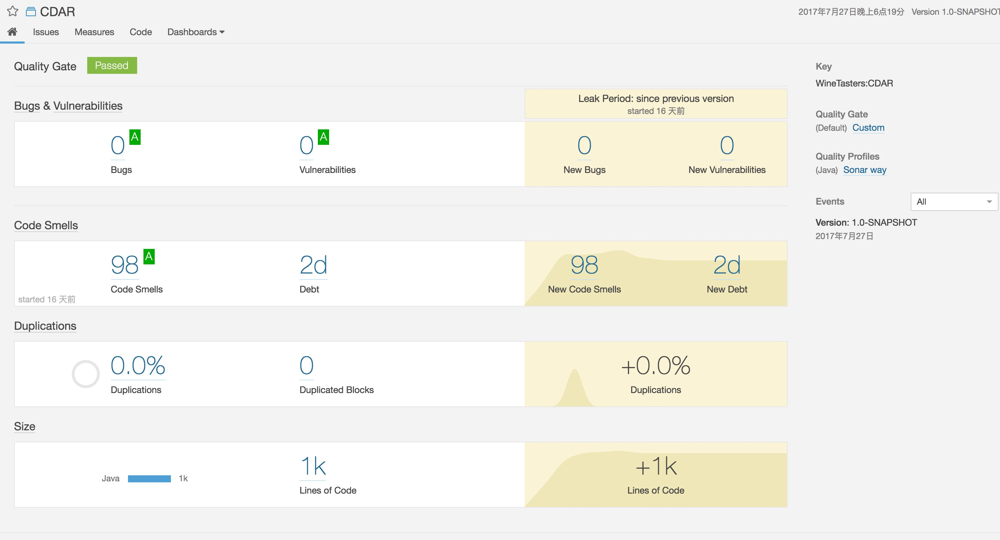 CDAR
2017年7月27日晚上6点19分 Version 1.0-SNAPSHOT
Issues Measures Code Dashboards
Quality Gate Passed
Leak Period: since previous version
started 16 天前
Bugs & Vulnerabilities
0 A
Bugs
0 A
Vulnerabilities
0
New Bugs
0
New Vulnerabilities
Code Smells
98 A
Code Smells
2d
Debt
started 16 天前
98
New Code Smells
2d
New Debt
Duplications
0.0%
Duplications
0
Duplicated Blocks
+0.0%
Duplications
Size
Java 1k
1k
Lines of Code
+1k
Lines of Code
Key
WineTasters:CDAR
Quality Gate
(Default) Custom
Quality Profiles
(Java) Sonar way
Events All
Version: 1.0-SNAPSHOT
2017年7月27日